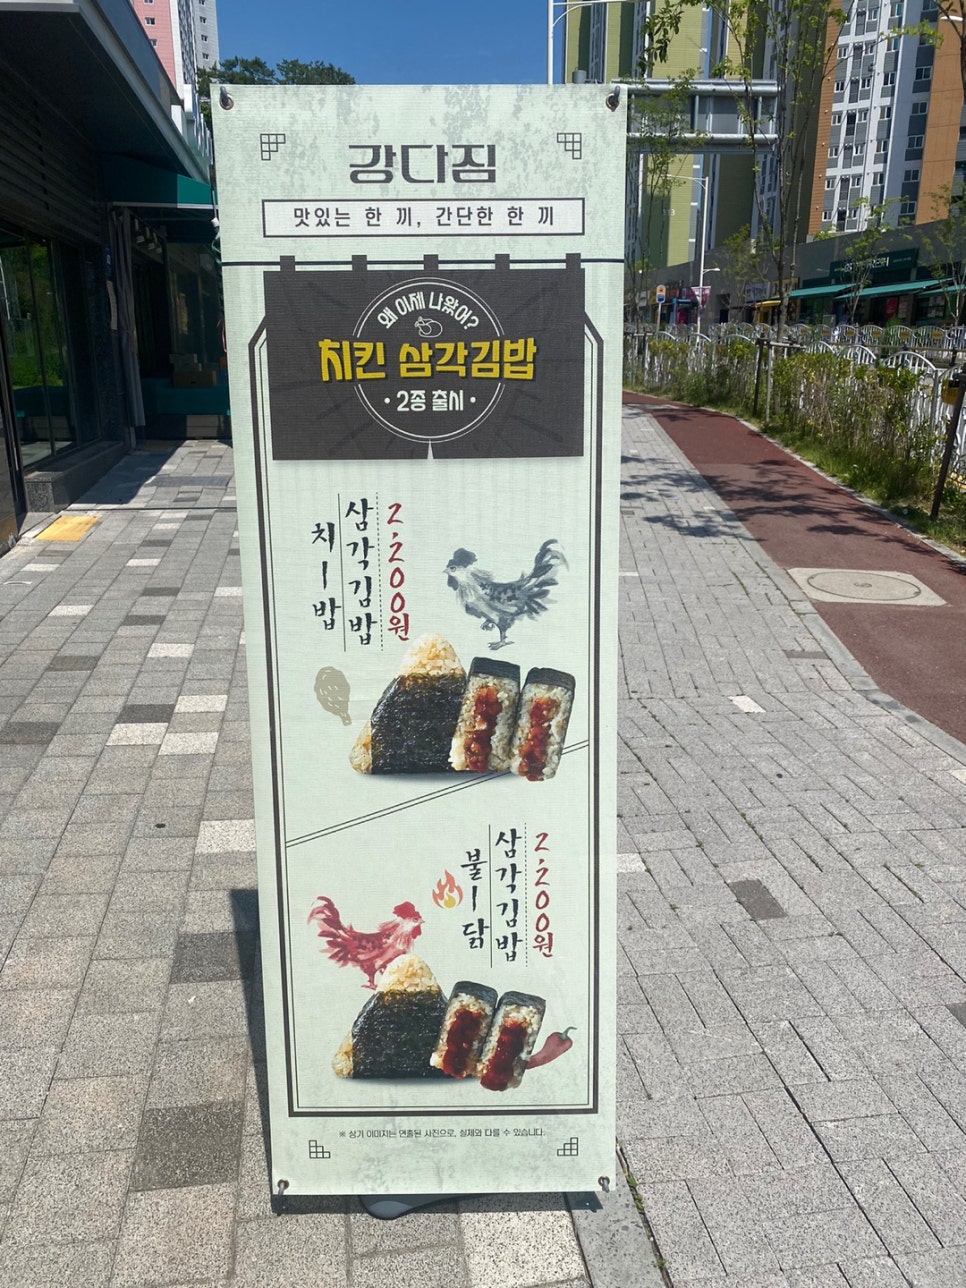 강다짐
맛있는 한 끼, 간단한 한 끼
왜 이제 나왔어?
치킨 삼각김밥
• 2종 출시 •
치ㅣ밥
삼각김밥
2,200원
불ㅣ닭
삼각김밥
2,200원
※ 상기 이미지는 연출된 사진으로, 실제와 다를 수 있습니다.
113